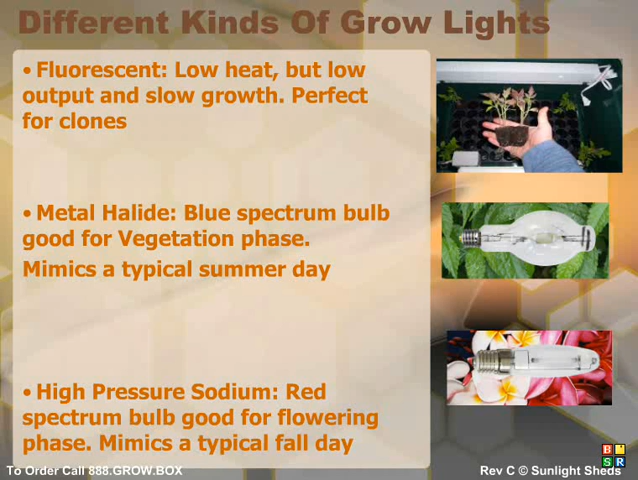 Different Kinds Of Grow Lights
• Fluorescent: Low heat, but low
output and slow growth. Perfect
for clones
• Metal Halide: Blue spectrum bulb
good for Vegetation phase.
Mimics a typical summer day
• High Pressure Sodium: Red
spectrum bulb good for flowering
phase. Mimics a typical fall day
To Order Call 888.GROW.BOX
Rev C © Sunlight Sheds
B
S R